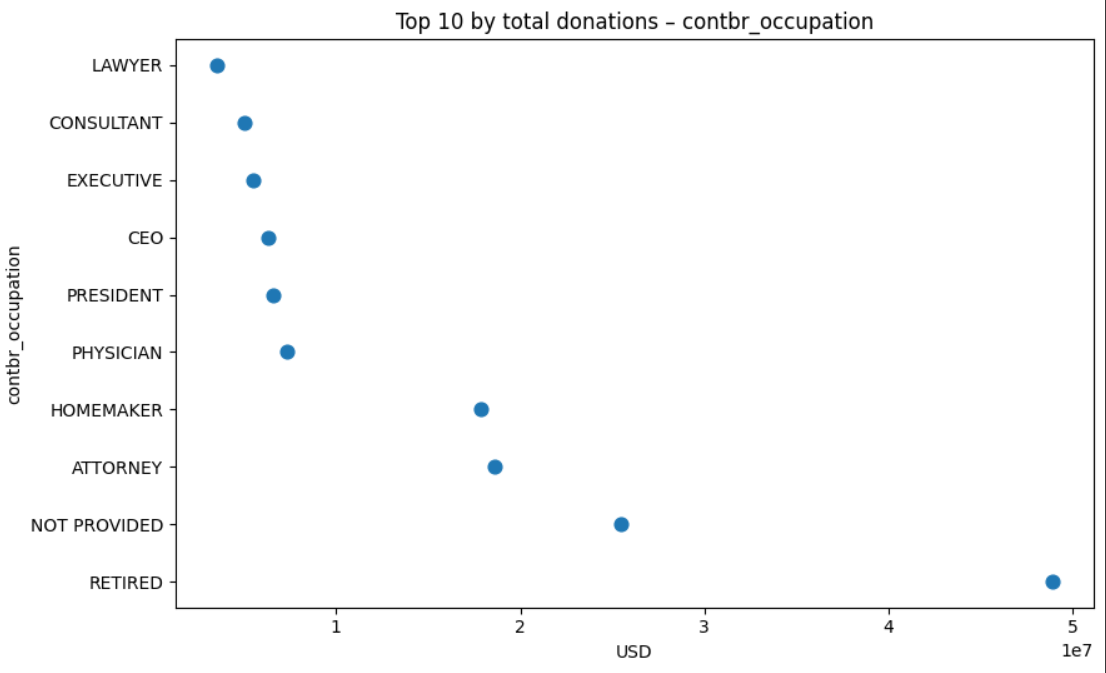 Top 10 by total donations – contbr_occupation
contbr_occupation
LAWYER
CONSULTANT
EXECUTIVE
CEO
PRESIDENT
PHYSICIAN
HOMEMAKER
ATTORNEY
NOT PROVIDED
RETIRED
1 2 3 4 5
USD
1e7